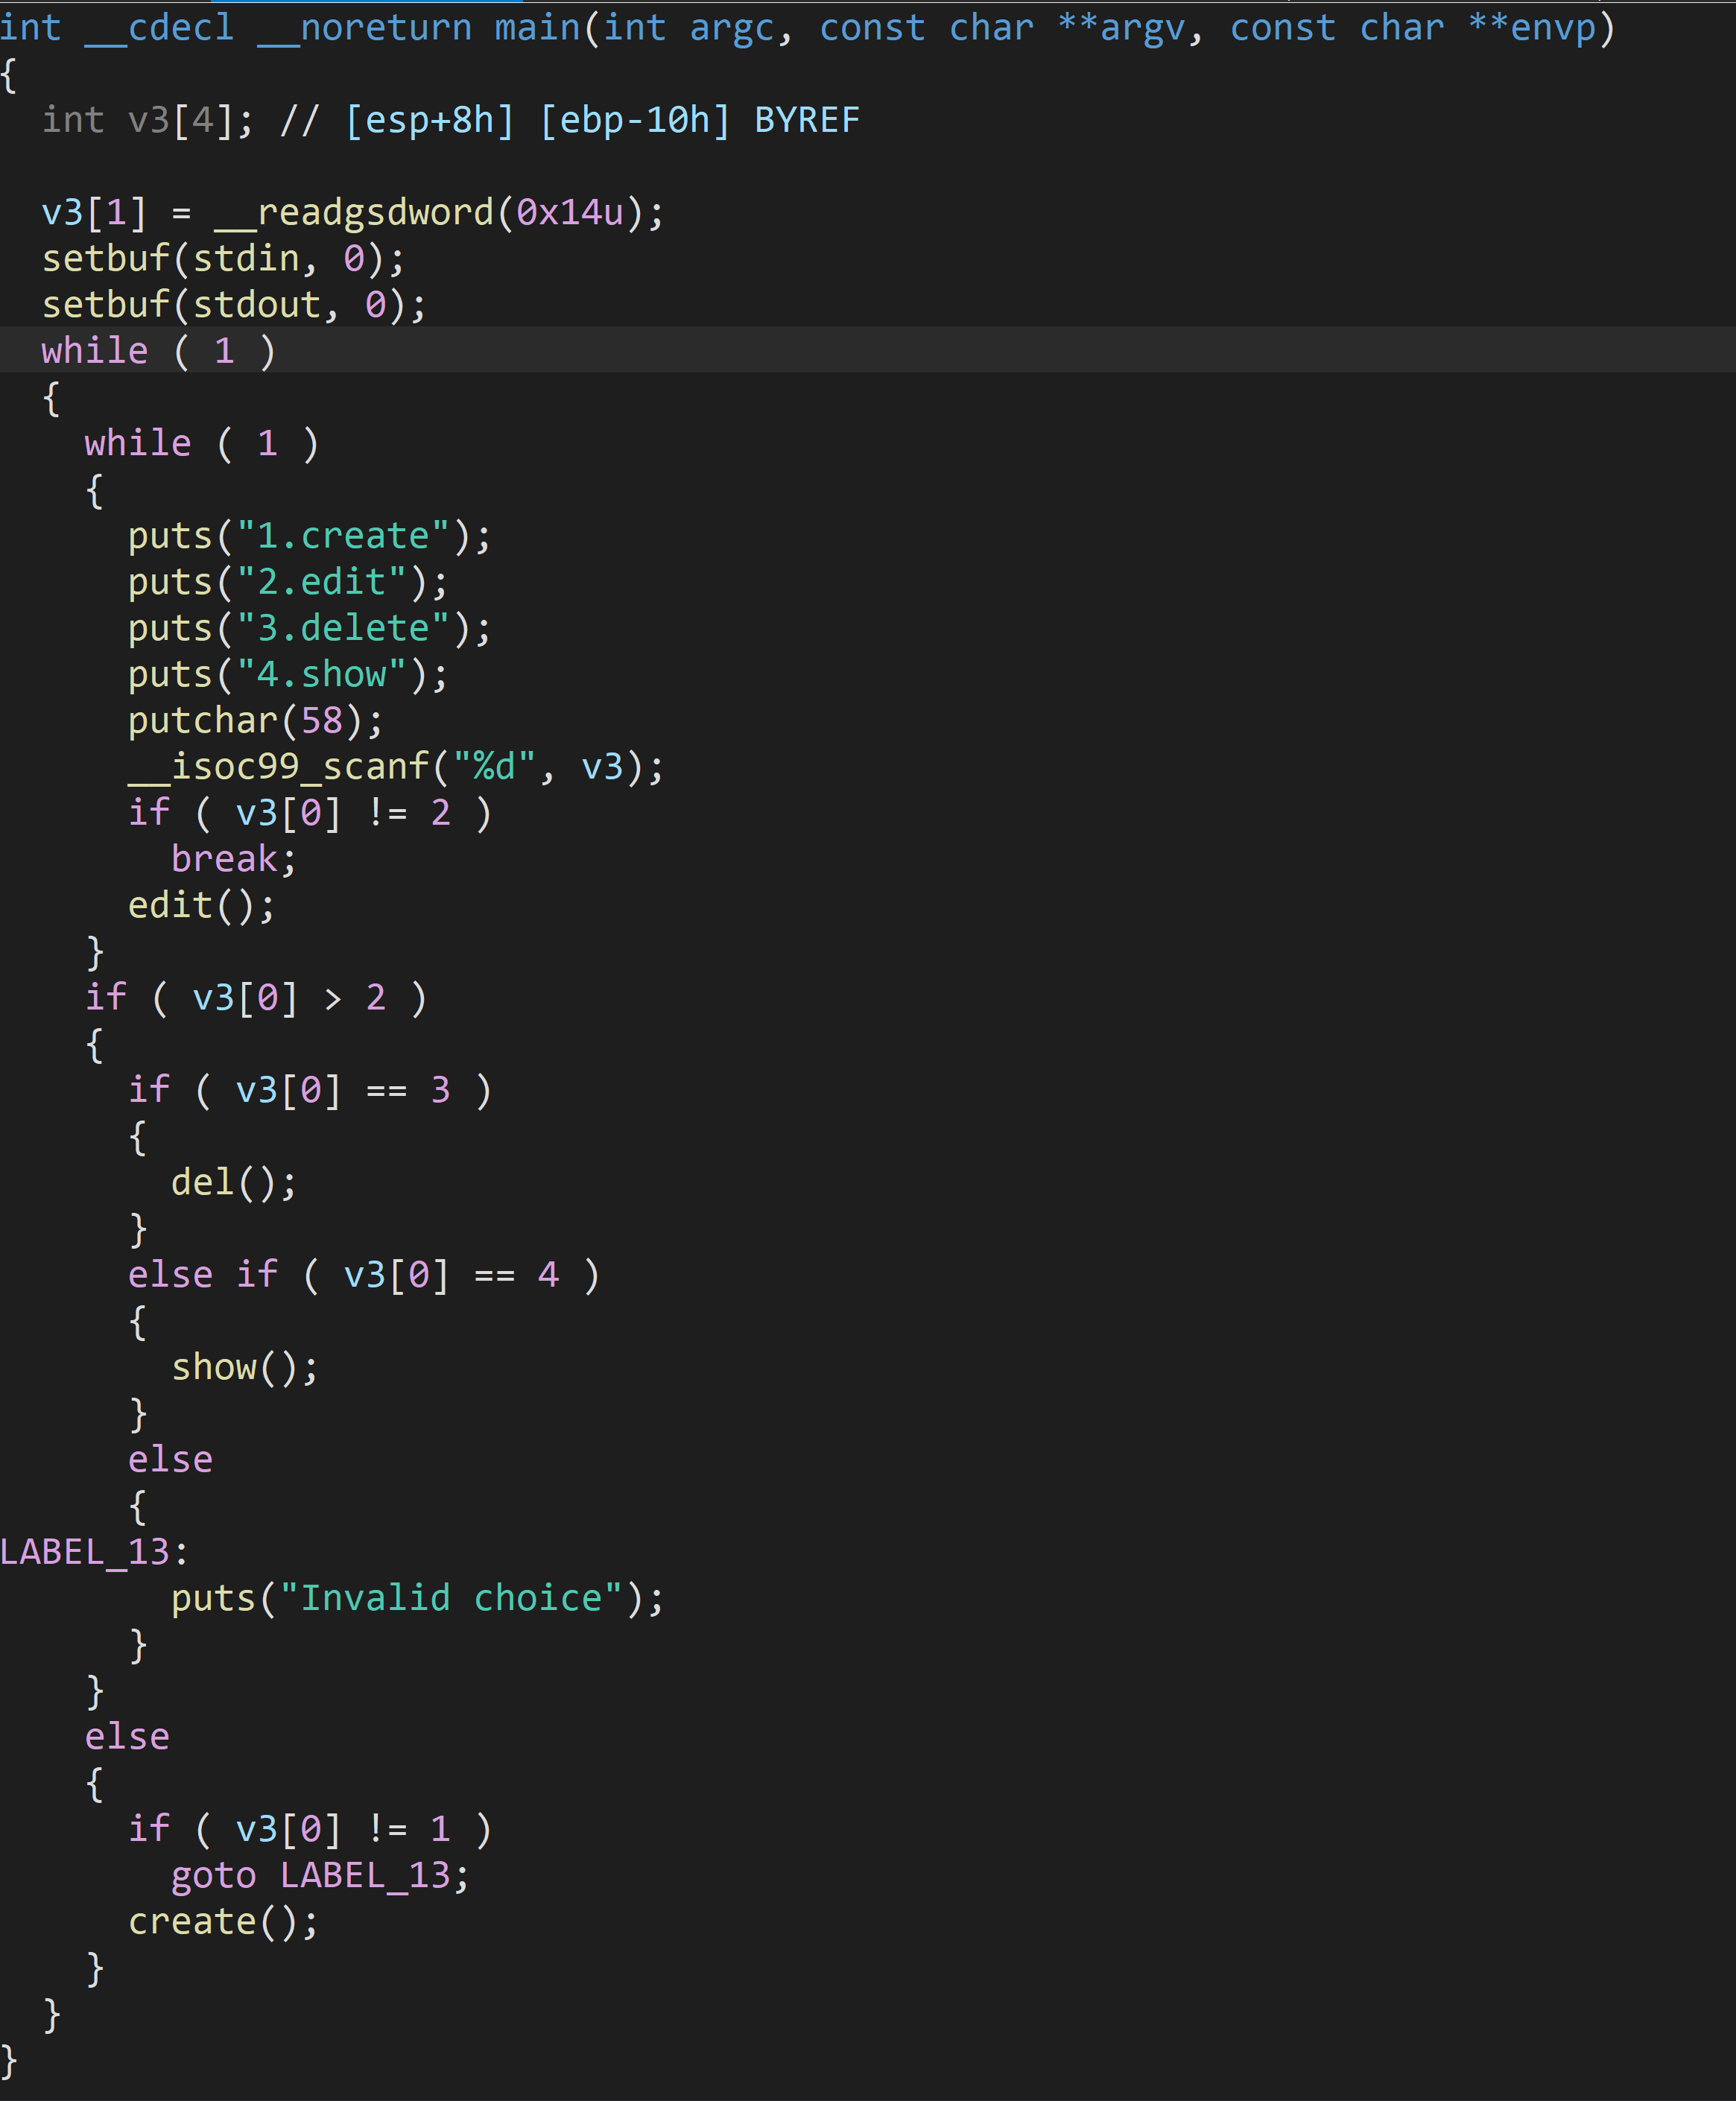 int __cdecl __noreturn main(int argc, const char **argv, const char **envp)
{
  int v3[4]; // [esp+8h] [ebp-10h] BYREF

  v3[1] = __readgsdword(0x14u);
  setbuf(stdin, 0);
  setbuf(stdout, 0);
  while ( 1 )
  {
    while ( 1 )
    {
      puts("1.create");
      puts("2.edit");
      puts("3.delete");
      puts("4.show");
      putchar(58);
      __isoc99_scanf("%d", v3);
      if ( v3[0] != 2 )
        break;
      edit();
    }
    if ( v3[0] > 2 )
    {
      if ( v3[0] == 3 )
      {
        del();
      }
      else if ( v3[0] == 4 )
      {
        show();
      }
      else
      {
LABEL_13:
        puts("Invalid choice");
      }
    }
    else
    {
      if ( v3[0] != 1 )
        goto LABEL_13;
      create();
    }
  }
}